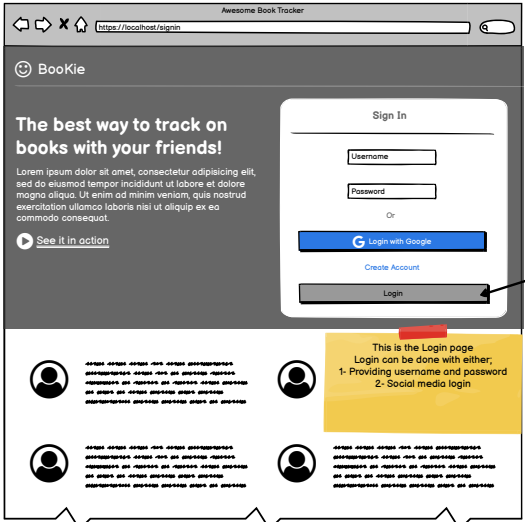 Awesome Book Tracker
https://localhost/signin
BooKie
The best way to track on
books with your friends!
Lorem ipsum dolor sit amet, consectetur adipisicing elit,
sed do eiusmod tempor incididunt ut labore et dolore
magna aliqua. Ut enim ad minim veniam, quis nostrud
exercitation ullamco laboris nisi ut aliquip ex ea
commodo consequat.
See it in action
Sign In
Username
Password
Or
Login with Google
Create Account
Login
This is the Login page
Login can be done with either;
1- Providing username and password
2- Social media login